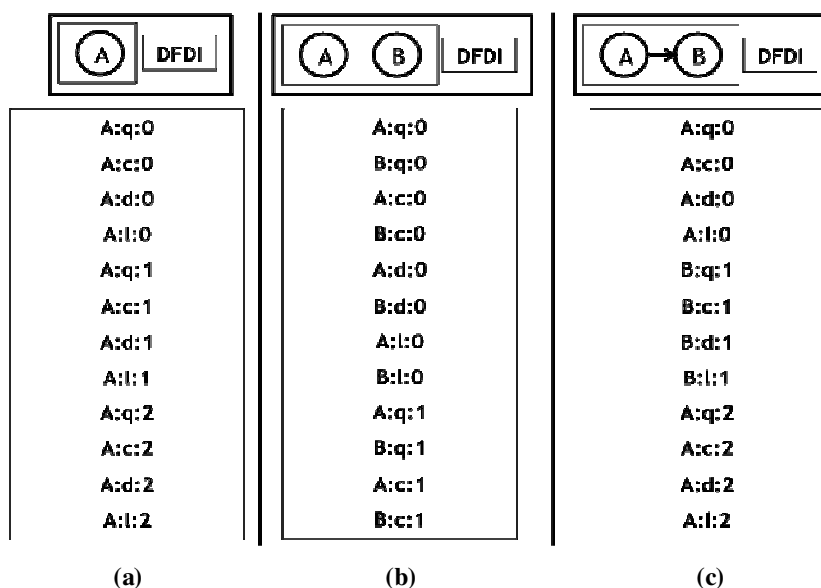 A DFDI
A:q:0
A:c:0
A:d:0
A:l:0
A:q:1
A:c:1
A:d:1
A:l:1
A:q:2
A:c:2
A:d:2
A:l:2
(a)
A B DFDI
A:q:0
B:q:0
A:c:0
B:c:0
A:d:0
B:d:0
A:l:0
B:l:0
A:q:1
B:q:1
A:c:1
B:c:1
(b)
A B DFDI
A:q:0
A:c:0
A:d:0
A:l:0
B:q:1
B:c:1
B:d:1
B:l:1
A:q:2
A:c:2
A:d:2
A:l:2
(c)